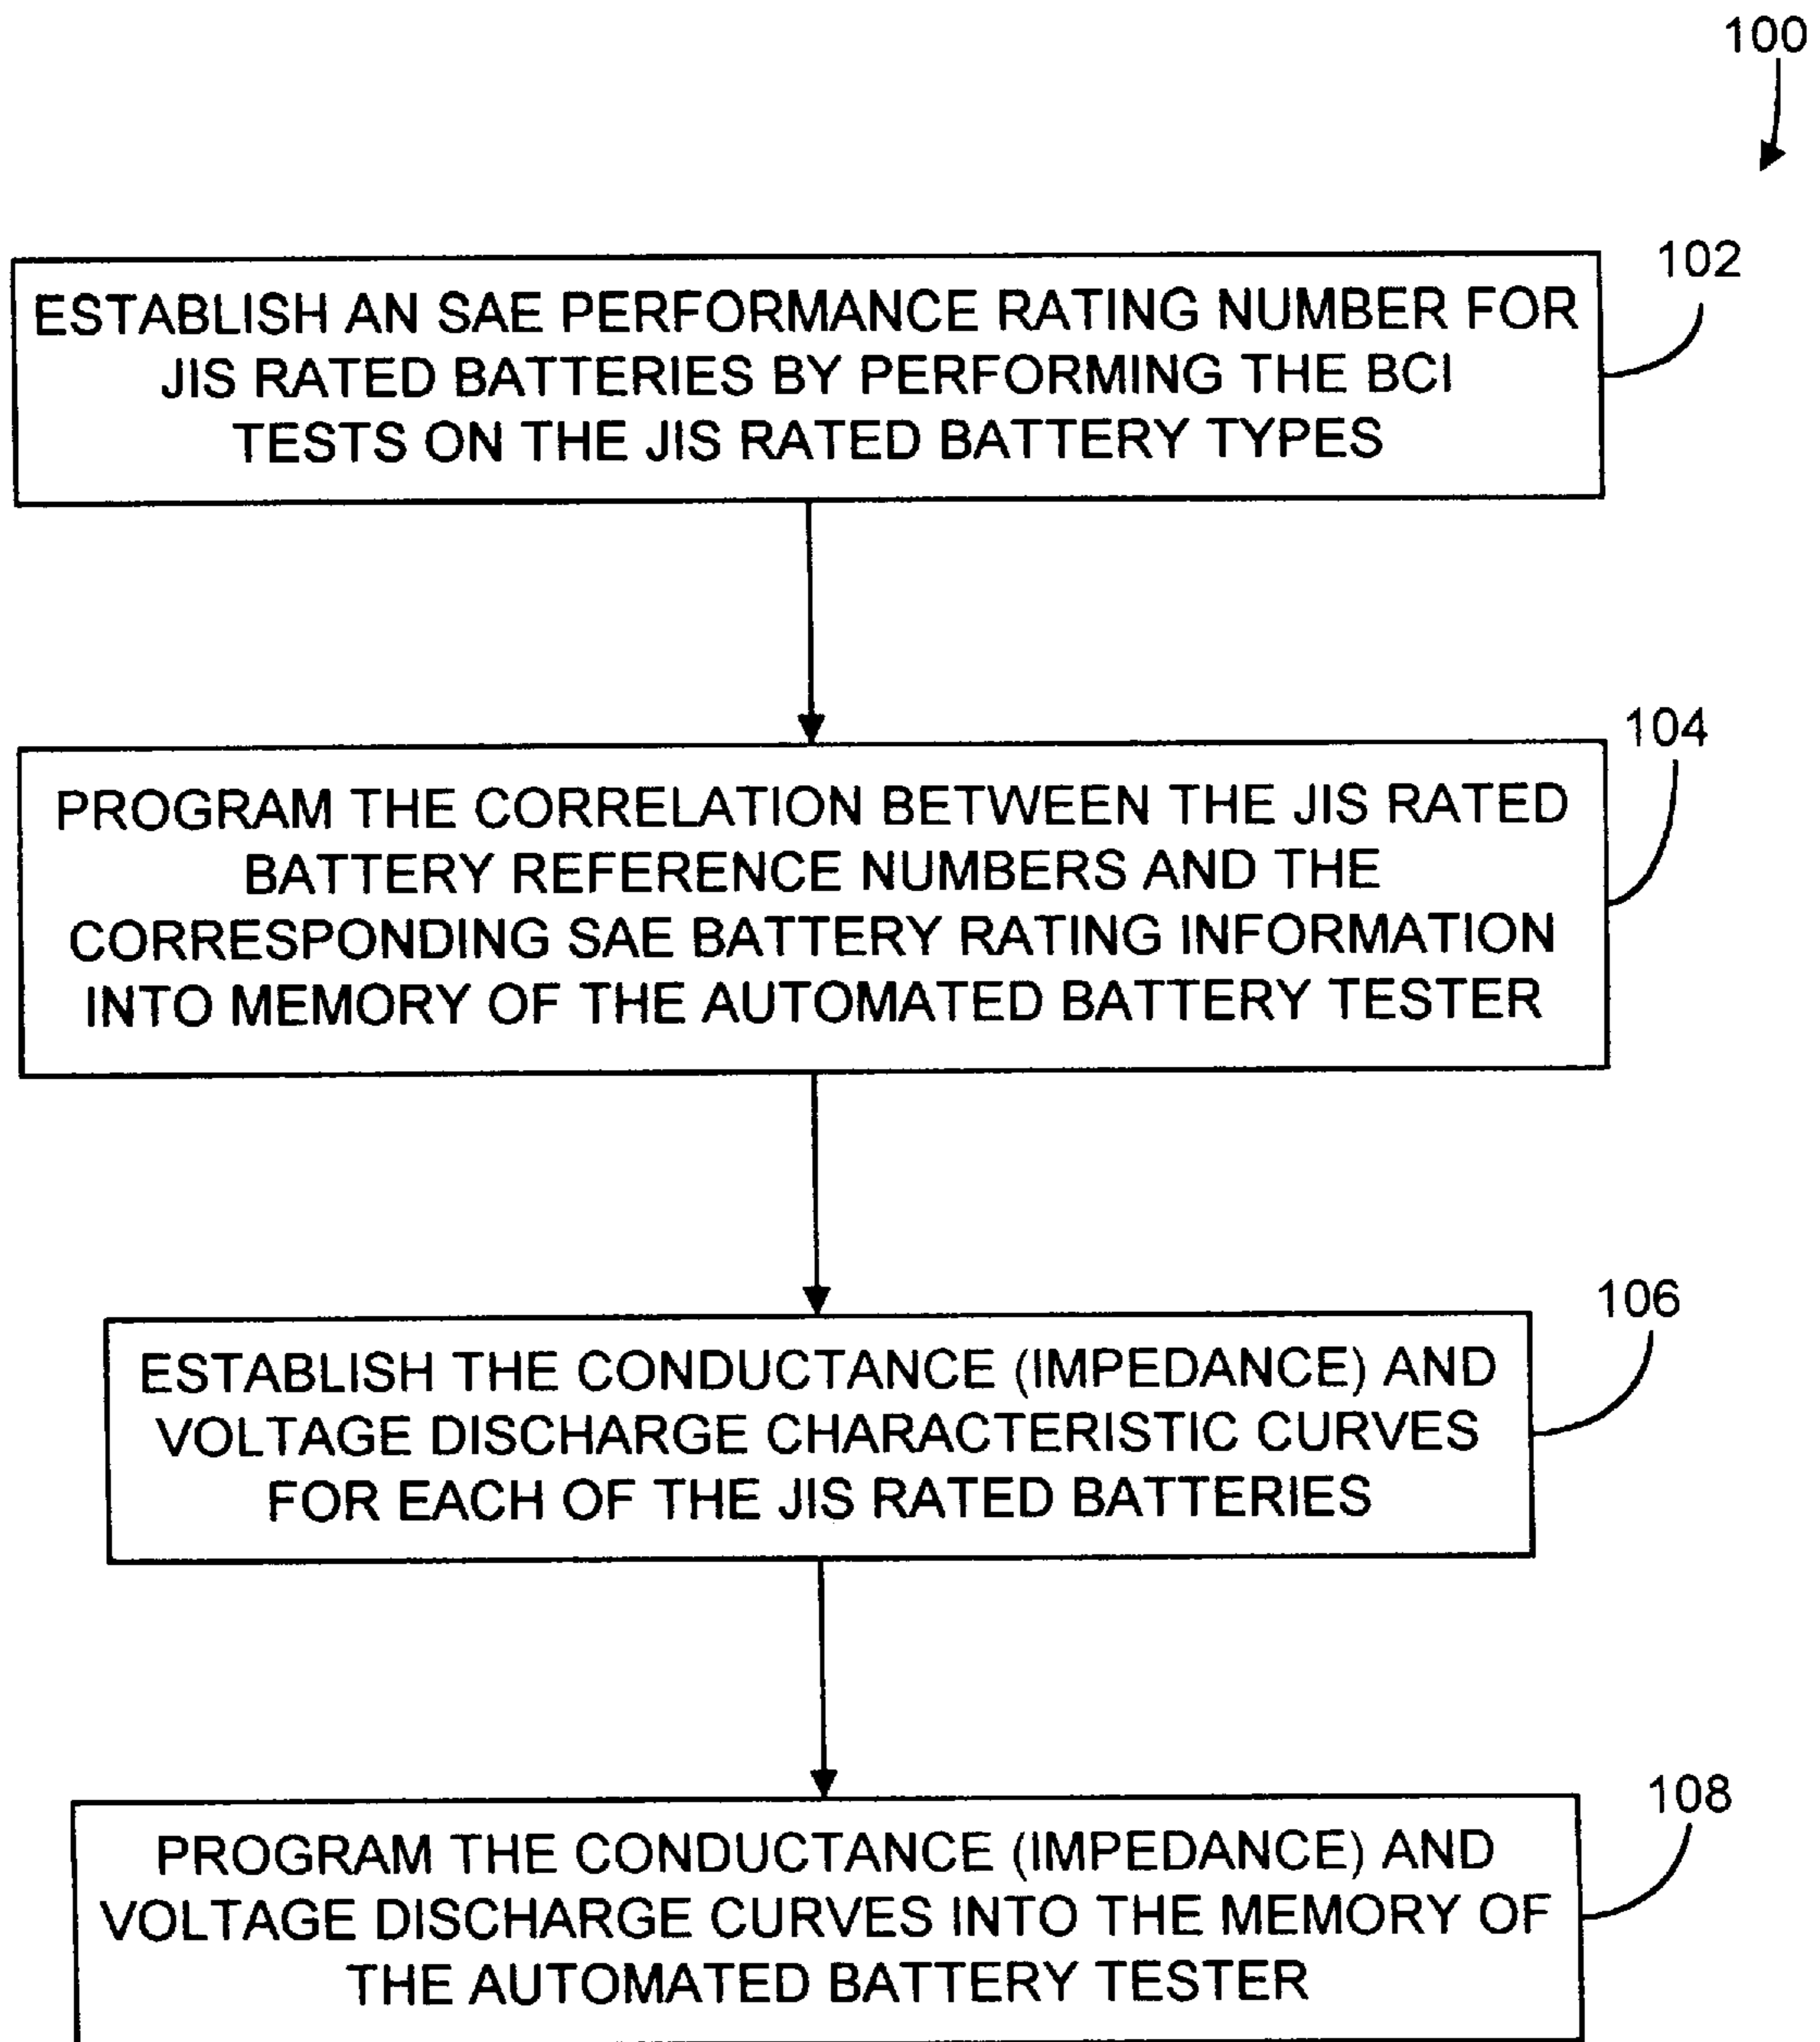 100
102
ESTABLISH AN SAE PERFORMANCE RATING NUMBER FOR
JIS RATED BATTERIES BY PERFORMING THE BCI
TESTS ON THE JIS RATED BATTERY TYPES
104
PROGRAM THE CORRELATION BETWEEN THE JIS RATED
BATTERY REFERENCE NUMBERS AND THE
CORRESPONDING SAE BATTERY RATING INFORMATION
INTO MEMORY OF THE AUTOMATED BATTERY TESTER
106
ESTABLISH THE CONDUCTANCE (IMPEDANCE) AND
VOLTAGE DISCHARGE CHARACTERISTIC CURVES
FOR EACH OF THE JIS RATED BATTERIES
108
PROGRAM THE CONDUCTANCE (IMPEDANCE) AND
VOLTAGE DISCHARGE CURVES INTO THE MEMORY OF
THE AUTOMATED BATTERY TESTER